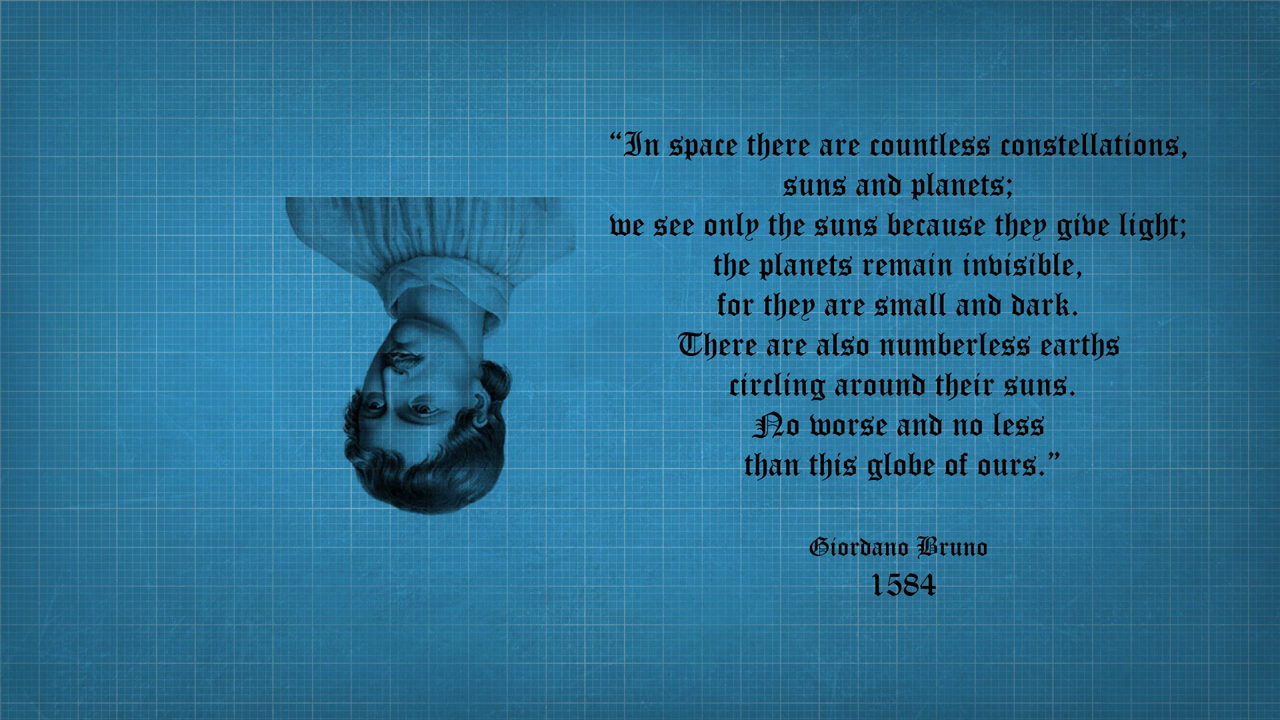 “In space there are countless constellations,
suns and planets;
we see only the suns because they give light;
the planets remain invisible,
for they are small and dark.
There are also numberless earths
circling around their suns.
No worse and no less
than this globe of ours.”
Giordano Bruno
1584